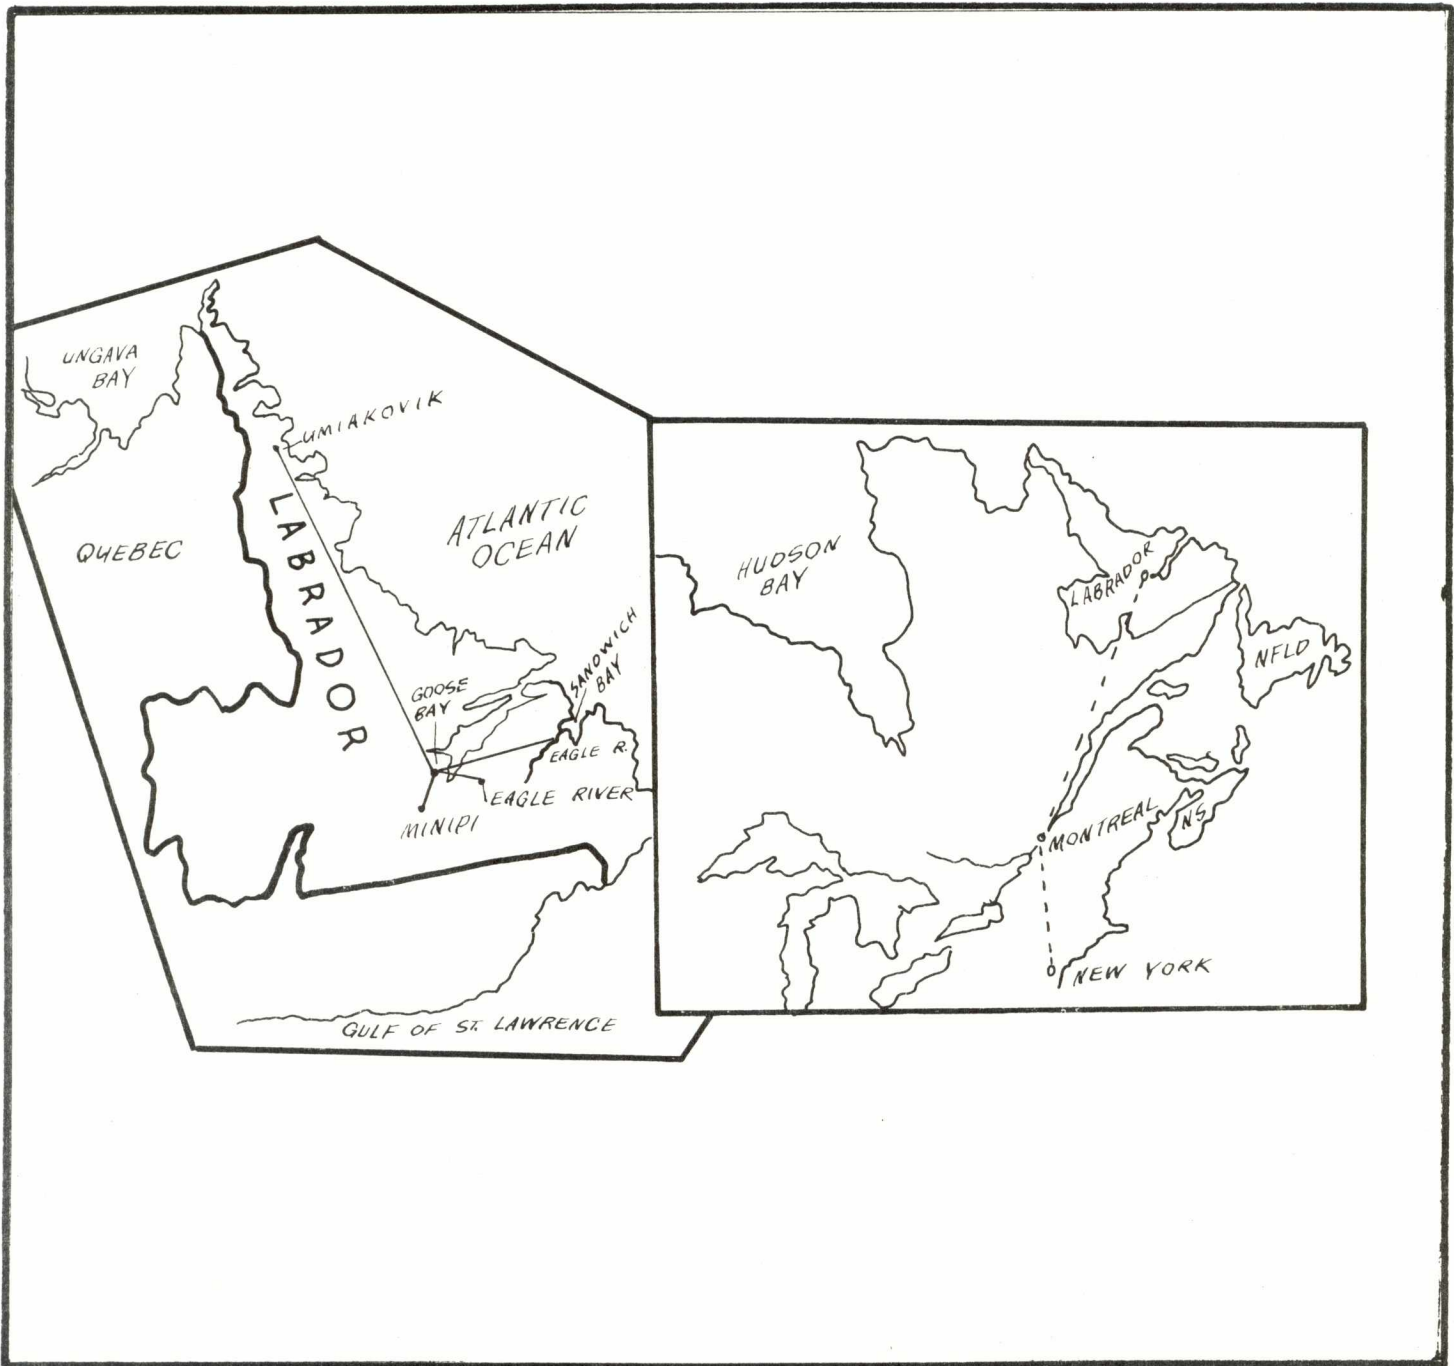 UNGAVA
BAY
UMIAKOVIK
QUEBEC
LABRADOR
ATLANTIC
OCEAN
GOOSE
BAY
SANDWICH
BAY
EAGLE R.
EAGLE RIVER
MINIPI
GULF OF ST. LAWRENCE
HUDSON
BAY
LABRADOR
NFLD
MONTREAL
NS
NEW YORK